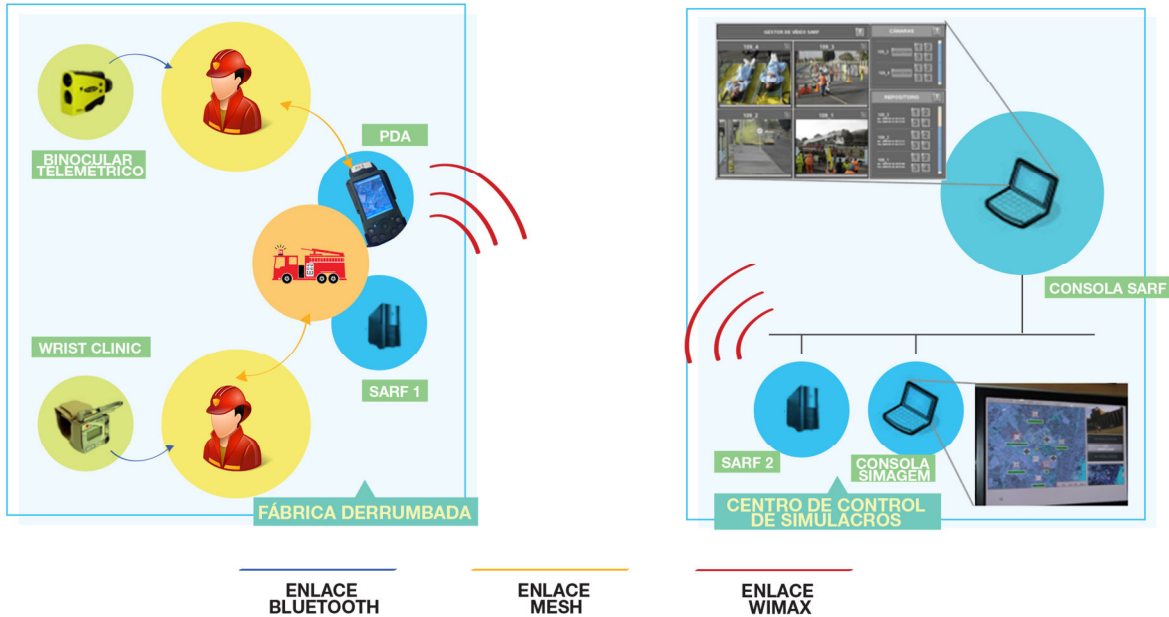 BINOCULAR
TELEMÉTRICO
PDA
WRIST CLINIC
SARF 1
FÁBRICA DERRUMBADA
GESTOR DE VÍDEO SARF
CÁMARAS
REPOSITORIO
CONSOLA SARF
SARF 2
CONSOLA
SIMAGEM
CENTRO DE CONTROL
DE SIMULACROS
ENLACE
BLUETOOTH
ENLACE
MESH
ENLACE
WIMAX